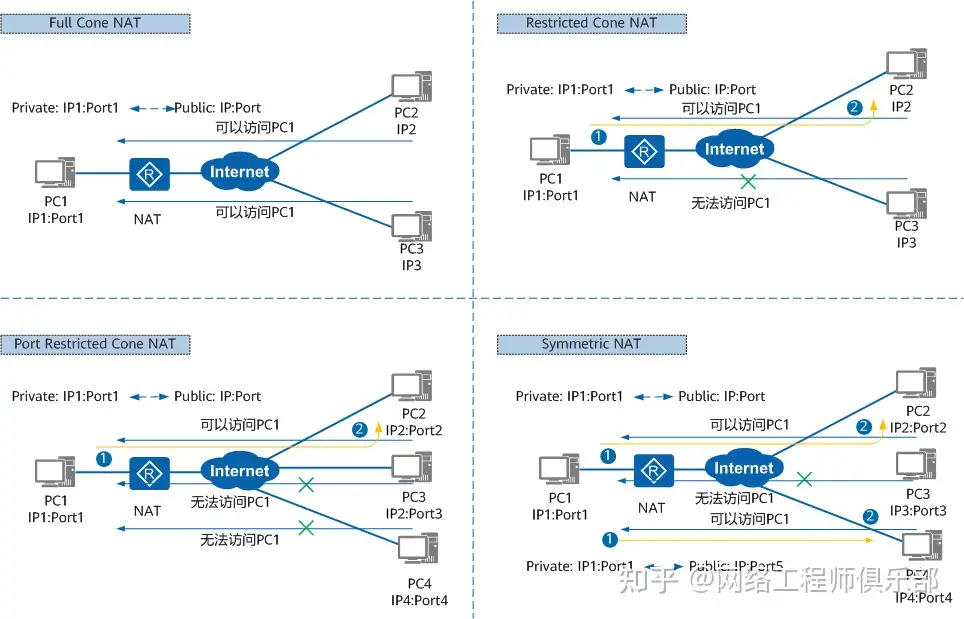 Full Cone NAT
Private: IP1:Port1
Public: IP:Port
可以访问PC1
PC2
IP2
R
Internet
PC1
IP1:Port1
NAT
可以访问PC1
PC3
IP3
Restricted Cone NAT
Private: IP1:Port1
Public: IP:Port
可以访问PC1
2
PC2
IP2
1
R
Internet
PC1
IP1:Port1
NAT
无法访问PC1
PC3
IP3
Port Restricted Cone NAT
Private: IP1:Port1
Public: IP:Port
可以访问PC1
2
PC2
IP2:Port2
1
R
Internet
PC1
IP1:Port1
NAT
无法访问PC1
PC3
IP2:Port3
无法访问PC1
PC4
IP4:Port4
Symmetric NAT
Private: IP1:Port1
Public: IP:Port
可以访问PC1
2
PC2
IP2:Port2
1
R
Internet
PC1
IP1:Port1
NAT
无法访问PC1
PC3
IP3:Port3
可以访问PC1
2
1
Private: IP1:Port1
Public: IP:Port5
PC4
IP4:Port4
知乎 @网络工程师俱乐部